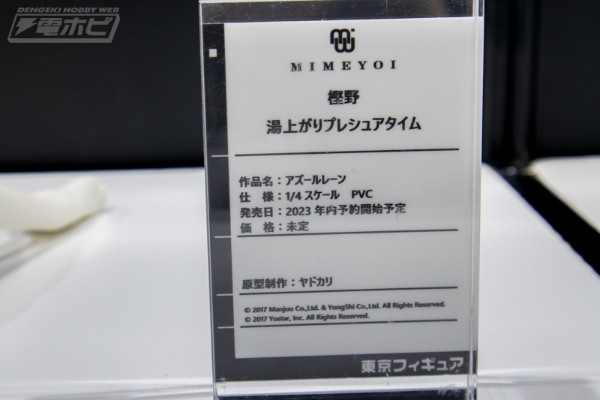 DENGEKI HOBBY WEB
電ホビ
MIMEYOI
樫野
湯上がりプレシュアタイム
作品名：アズールレーン
仕　様：1/4 スケール　PVC
発売日：2023 年内予約開始予定
価　格：未定
原型制作：ヤドカリ
© 2017 Manjuu Co.,Ltd. & YongShi Co.,Ltd. All Rights Reserved.
© 2017 Yostar, Inc. All Rights Reserved.
東京フィギュア